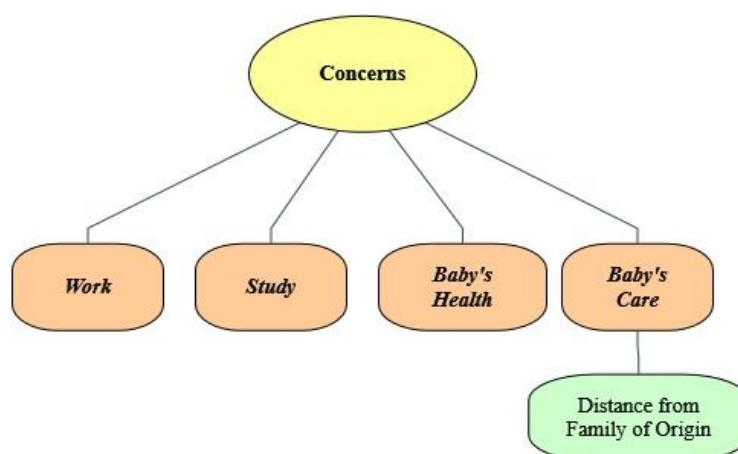 Concerns
Work
Study
Baby's
Health
Baby's
Care
Distance from
Family of Origin